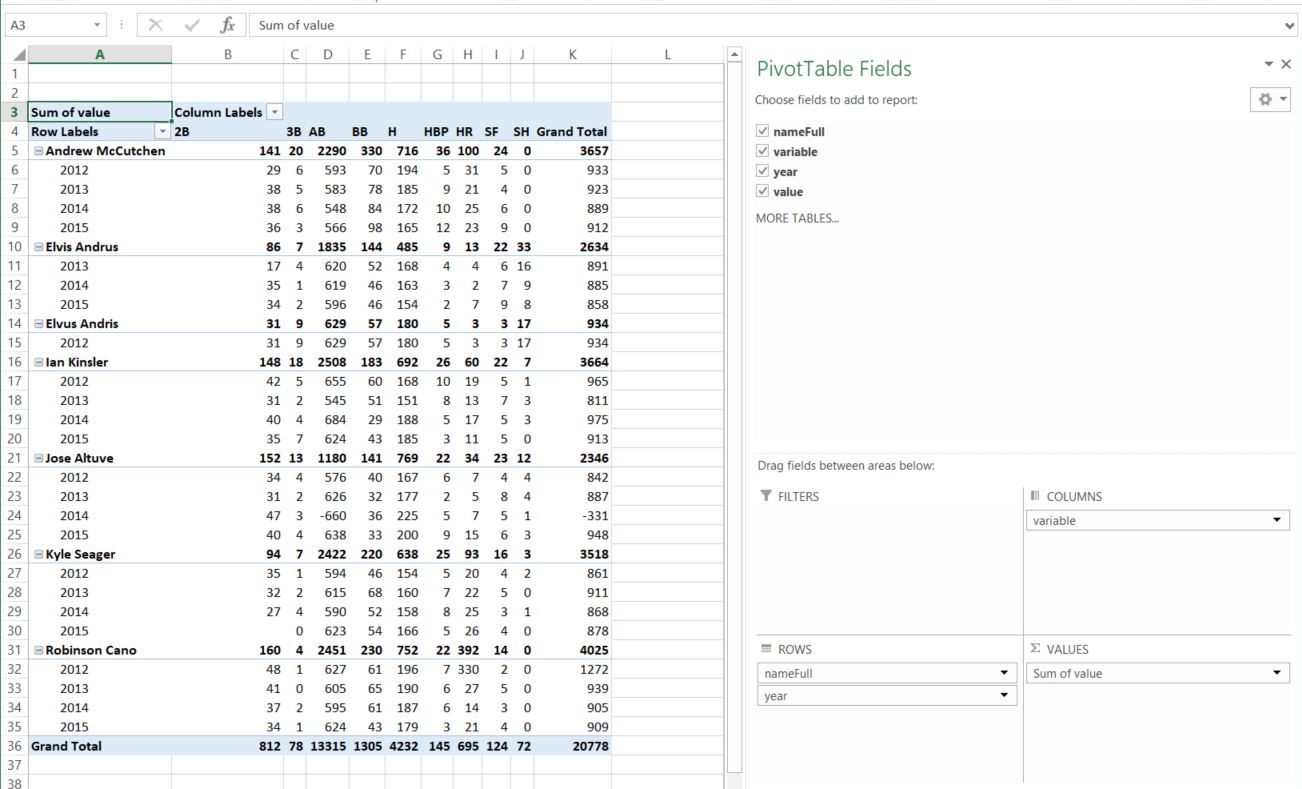 A3 fx Sum of value
A B C D E F G H I J K L
1
2
3 Sum of value Column Labels
4 Row Labels 2B 3B AB BB H HBP HR SF SH Grand Total
5 Andrew McCutchen 141 20 2290 330 716 36 100 24 0 3657
6 2012 29 6 593 70 194 5 31 5 0 933
7 2013 38 5 583 78 185 9 21 4 0 923
8 2014 38 6 548 84 172 10 25 6 0 889
9 2015 36 3 566 98 165 12 23 9 0 912
10 Elvis Andrus 86 7 1835 144 485 9 13 22 33 2634
11 2013 17 4 620 52 168 4 4 6 16 891
12 2014 35 1 619 46 163 3 2 7 9 885
13 2015 34 2 596 46 154 2 7 9 8 858
14 Elvus Andris 31 9 629 57 180 5 3 3 17 934
15 2012 31 9 629 57 180 5 3 3 17 934
16 Ian Kinsler 148 18 2508 183 692 26 60 22 7 3664
17 2012 42 5 655 60 168 10 19 5 1 965
18 2013 31 2 545 51 151 8 13 7 3 811
19 2014 40 4 684 29 188 5 17 5 3 975
20 2015 35 7 624 43 185 3 11 5 0 913
21 Jose Altuve 152 13 1180 141 769 22 34 23 12 2346
22 2012 34 4 576 40 167 6 7 4 4 842
23 2013 31 2 626 32 177 2 5 8 4 887
24 2014 47 3 -660 36 225 5 7 5 1 -331
25 2015 40 4 638 33 200 9 15 6 3 948
26 Kyle Seager 94 7 2422 220 638 25 93 16 3 3518
27 2012 35 1 594 46 154 5 20 4 2 861
28 2013 32 2 615 68 160 7 22 5 0 911
29 2014 27 4 590 52 158 8 25 3 1 868
30 2015 0 623 54 166 5 26 4 0 878
31 Robinson Cano 160 4 2451 230 752 22 392 14 0 4025
32 2012 48 1 627 61 196 7 330 2 0 1272
33 2013 41 0 605 65 190 6 27 5 0 939
34 2014 37 2 595 61 187 6 14 3 0 905
35 2015 34 1 624 43 179 3 21 4 0 909
36 Grand Total 812 78 13315 1305 4232 145 695 124 72 20778
37
38
PivotTable Fields
Choose fields to add to report:
nameFull
variable
year
value
MORE TABLES...
Drag fields between areas below:
FILTERS
COLUMNS
variable
ROWS
nameFull
year
Σ VALUES
Sum of value